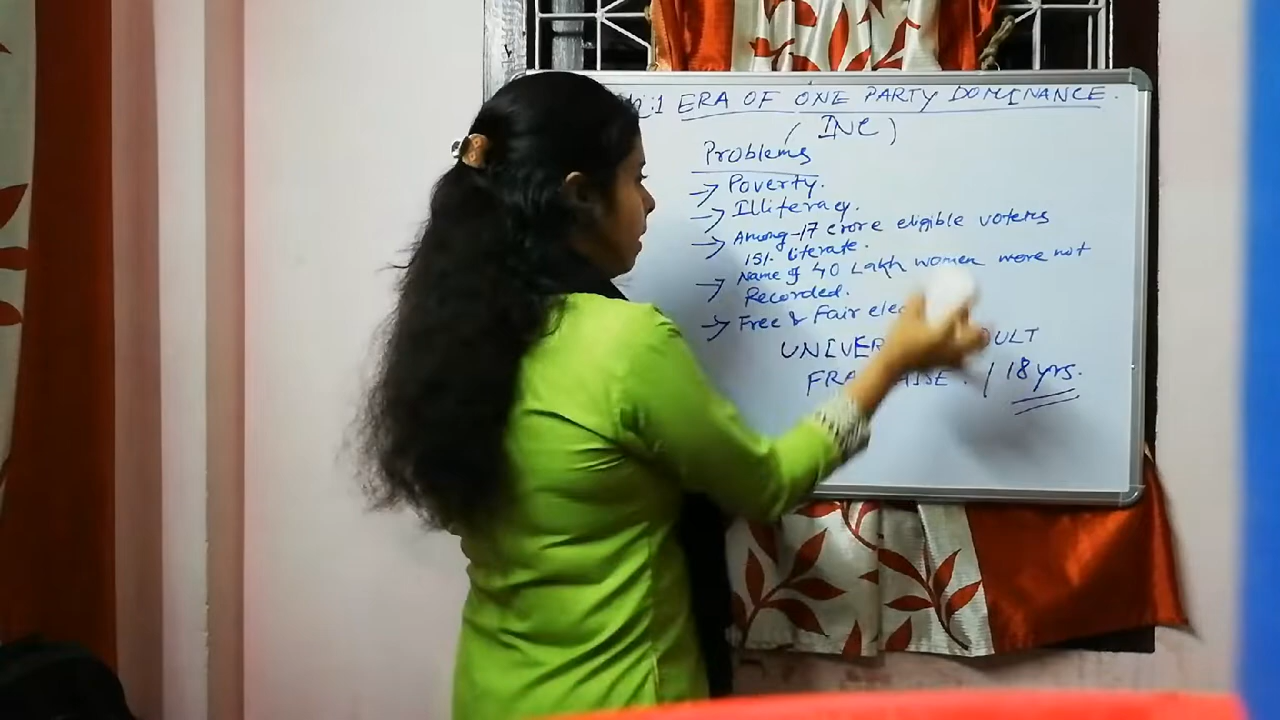 :1 ERA OF ONE PARTY DOMINANCE.
(INC)
Problems
→ Poverty.
→ Illiteracy.
→ Among-17 crore eligible voters
15% literate.
→ Name of 40 Lakh women were not
Recorded.
→ Free & Fair
/ 18 yrs.